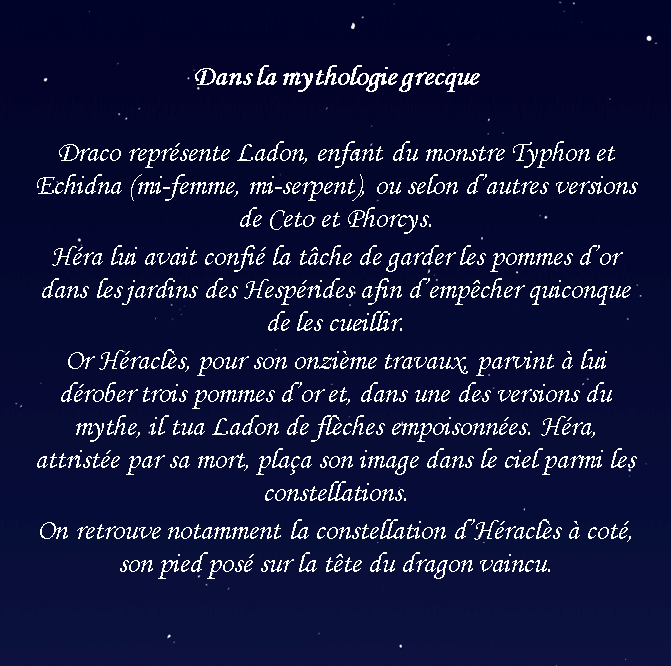 Dans la mythologie grecque
Draco représente Ladon, enfant du monstre Typhon et
Echidna (mi-femme, mi-serpent), ou selon d'autres versions
de Ceto et Phorcys.
Héra lui avait confié la tâche de garder les pommes d'or
dans les jardins des Hespérides afin d'empêcher quiconque
de les cueillir.
Or Héraclès, pour son onzième travaux, parvint à lui
dérober trois pommes d'or et, dans une des versions du
mythe, il tua Ladon de flèches empoisonnées. Héra,
attristée par sa mort, plaça son image dans le ciel parmi les
constellations.
On retrouve notamment la constellation d'Héraclès à coté,
son pied posé sur la tête du dragon vaincu.